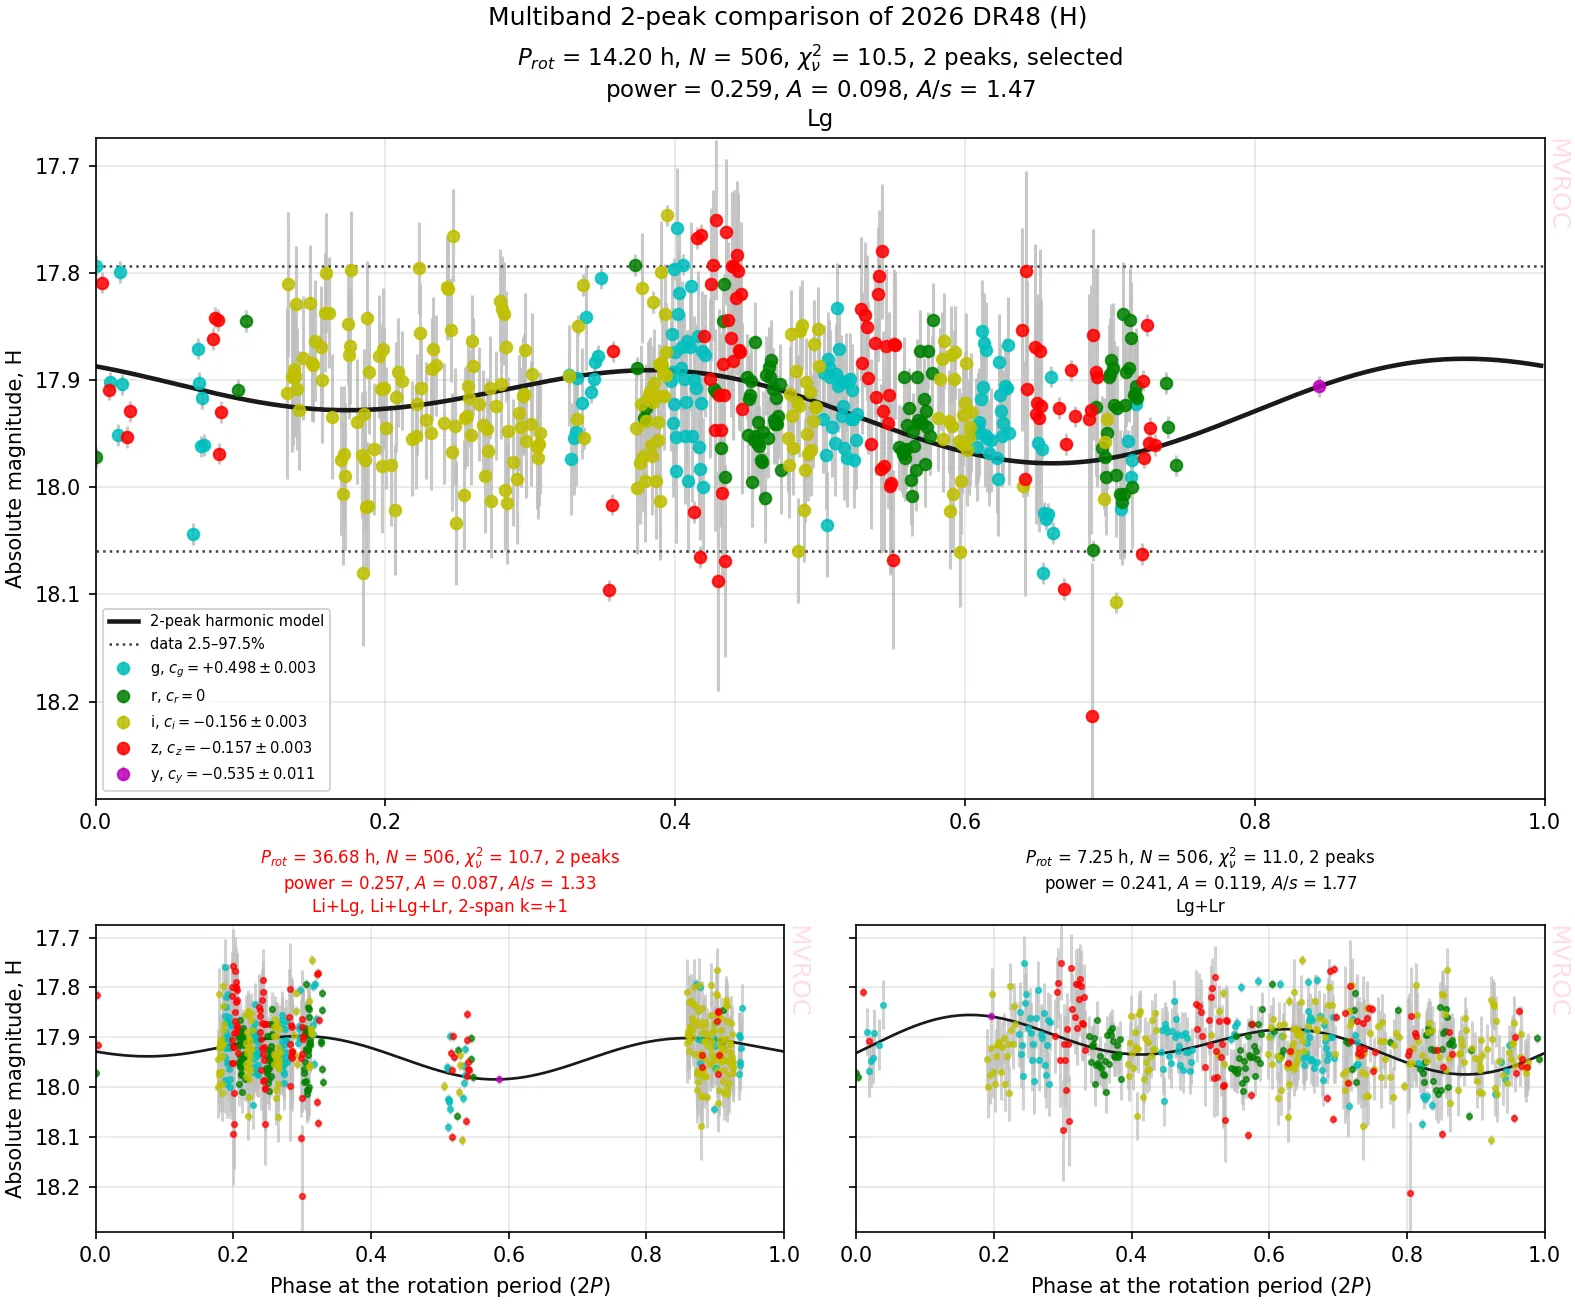 Multiband 2-peak comparison of 2026 DR48 (H)
P_rot = 14.20 h, N = 506, χ²_ν = 10.5, 2 peaks, selected
power = 0.259, A = 0.098, A/s = 1.47
Lg
Absolute magnitude, H
17.7
17.8
17.9
18.0
18.1
18.2
2-peak harmonic model
data 2.5–97.5%
g, c_g = +0.498 ± 0.003
r, c_r = 0
i, c_i = −0.156 ± 0.003
z, c_z = −0.157 ± 0.003
y, c_y = −0.535 ± 0.011
0.0 0.2 0.4 0.6 0.8 1.0
MVROC
P_rot = 36.68 h, N = 506, χ²_ν = 10.7, 2 peaks
power = 0.257, A = 0.087, A/s = 1.33
Li+Lg, Li+Lg+Lr, 2-span k=+1
Absolute magnitude, H
17.7
17.8
17.9
18.0
18.1
18.2
0.0 0.2 0.4 0.6 0.8 1.0
Phase at the rotation period (2P)
MVROC
P_rot = 7.25 h, N = 506, χ²_ν = 11.0, 2 peaks
power = 0.241, A = 0.119, A/s = 1.77
Lg+Lr
0.0 0.2 0.4 0.6 0.8 1.0
Phase at the rotation period (2P)
MVROC